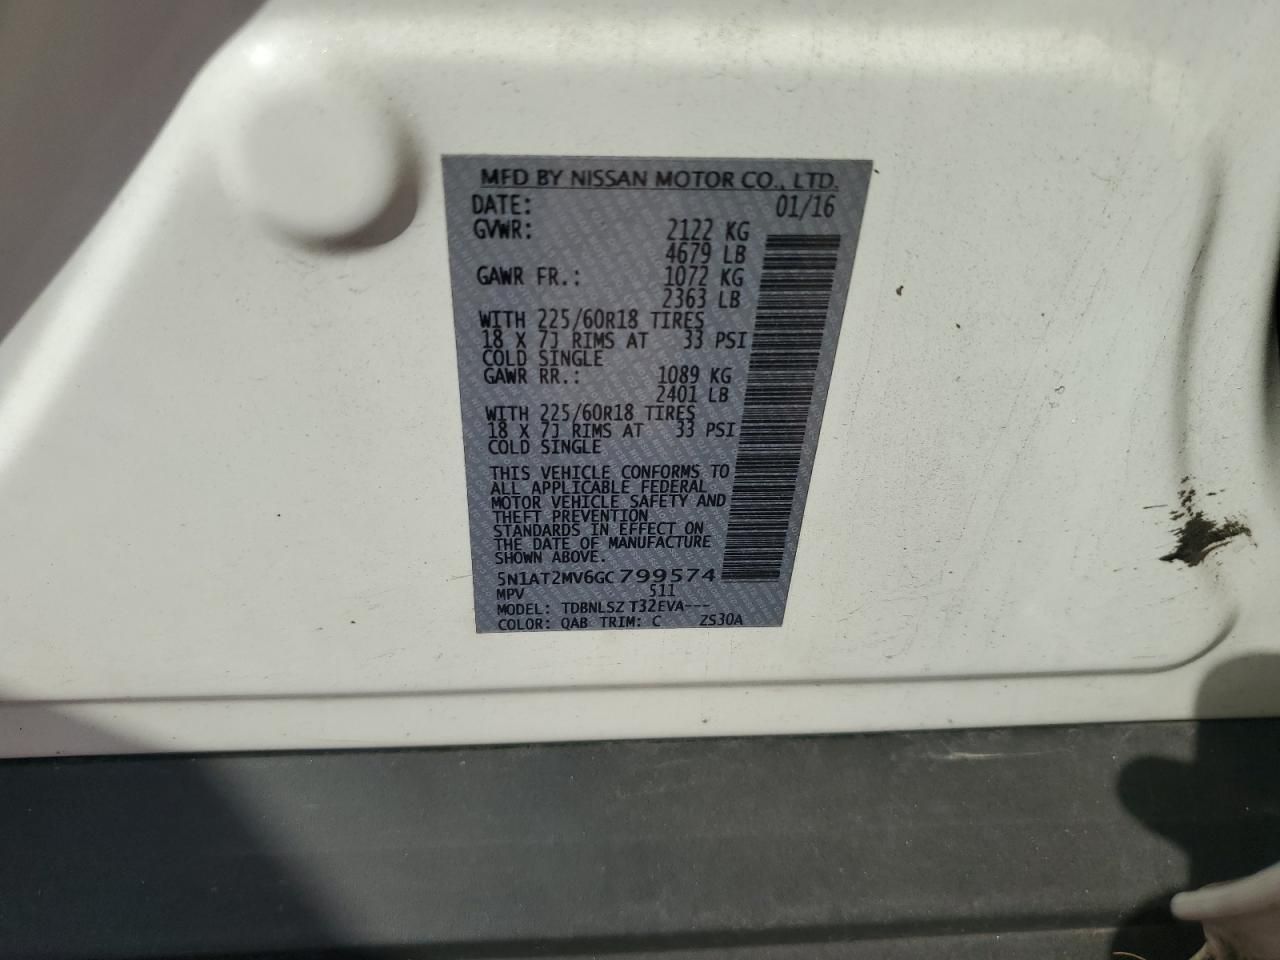 MFD BY NISSAN MOTOR CO., LTD.
DATE: 01/16
GVWR: 2122 KG
4679 LB
GAWR FR.: 1072 KG
2363 LB
WITH 225/60R18 TIRES
18 X 7J RIMS AT 33 PSI
COLD SINGLE
GAWR RR.: 1089 KG
2401 LB
WITH 225/60R18 TIRES
18 X 7J RIMS AT 33 PSI
COLD SINGLE
THIS VEHICLE CONFORMS TO
ALL APPLICABLE FEDERAL
MOTOR VEHICLE SAFETY AND
THEFT PREVENTION
STANDARDS IN EFFECT ON
THE DATE OF MANUFACTURE
SHOWN ABOVE.
5N1AT2MV6GC799574
MPV 511
MODEL: TDBNLSZ T32EVA---
COLOR: QAB TRIM: C ZS30A